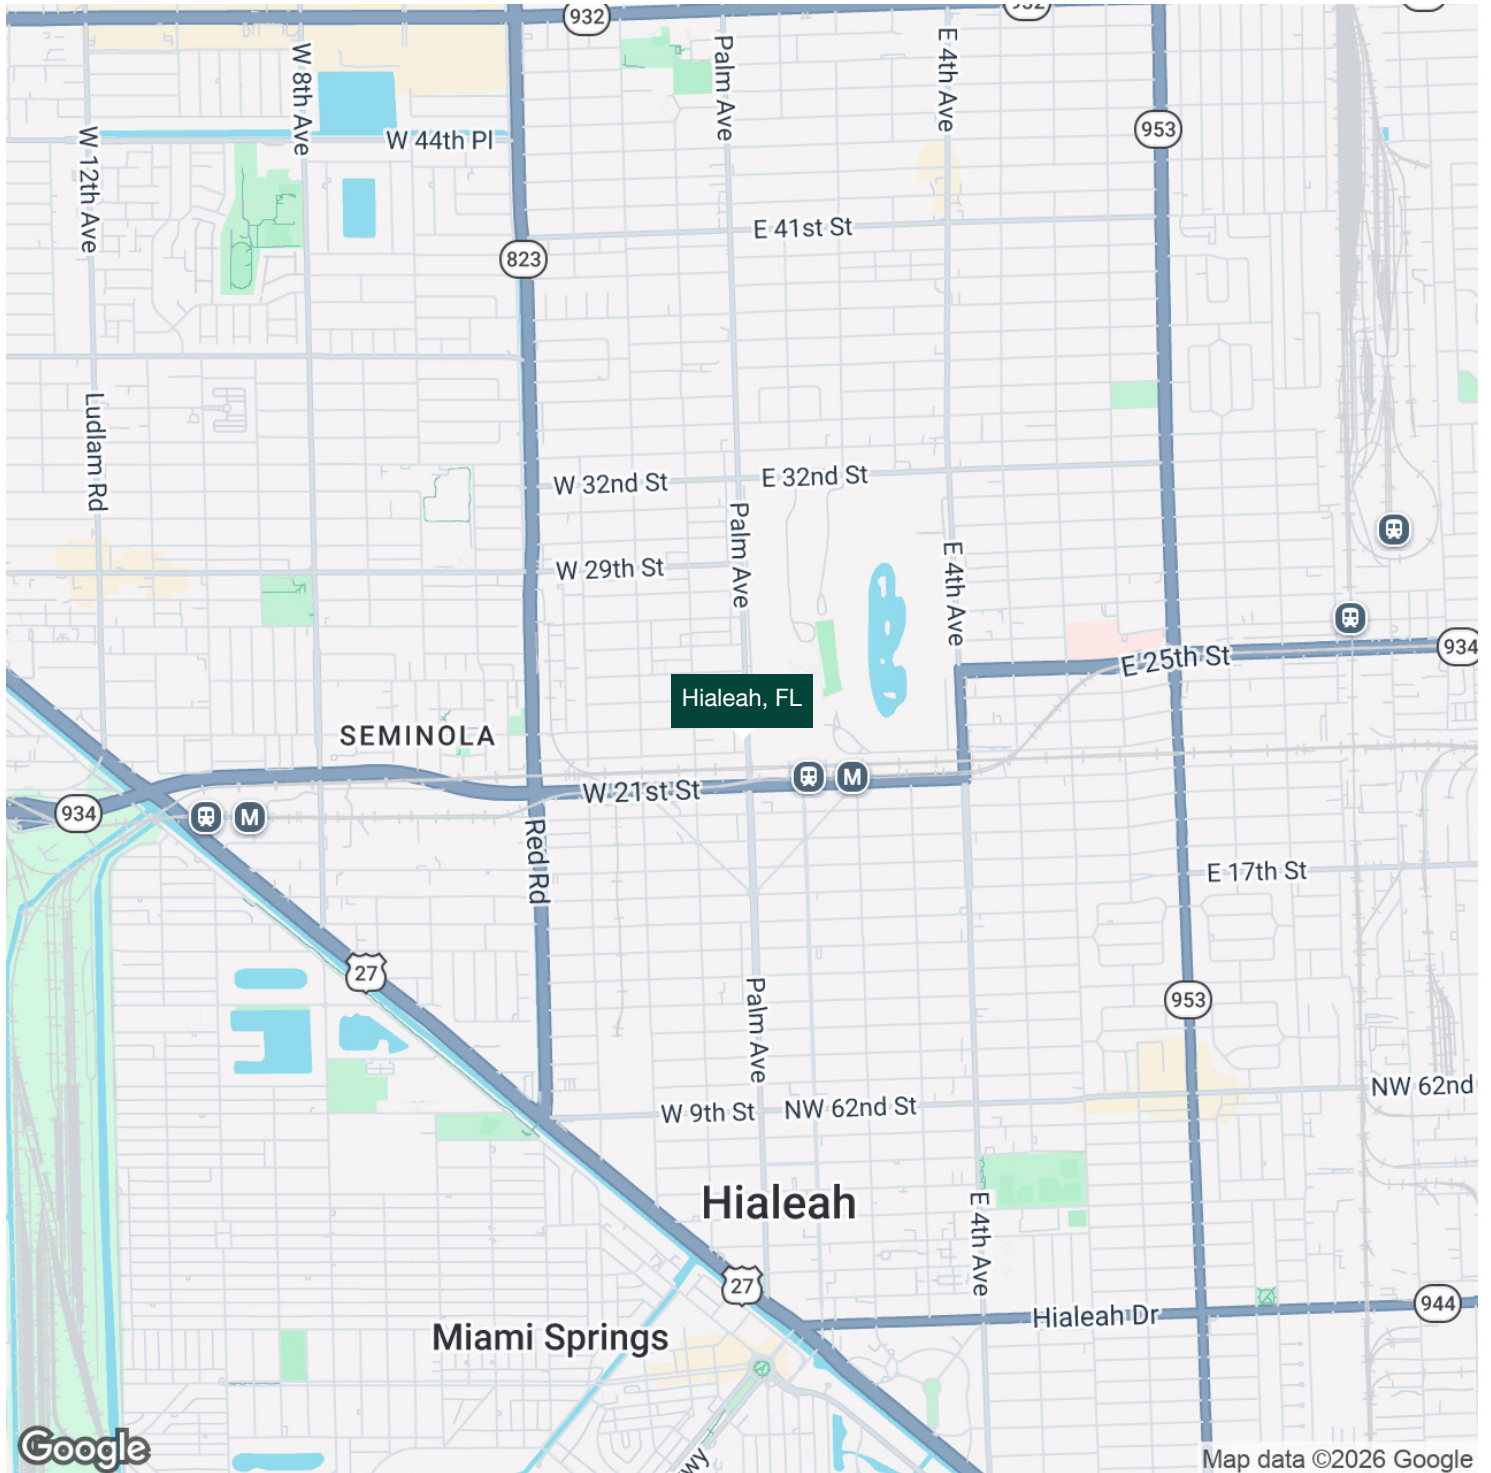 932
932
W 8th Ave
Palm Ave
E 4th Ave
953
W 12th Ave
W 44th Pl
E 41st St
823
Ludlam Rd
W 32nd St
E 32nd St
Palm Ave
W 29th St
E 4th Ave
934
E 25th St
Hialeah, FL
SEMINOLA
M
W 21st St
934
M
Red Rd
E 17th St
27
953
Palm Ave
NW 62nd
W 9th St
NW 62nd St
Hialeah
E 4th Ave
27
944
Hialeah Dr
Miami Springs
Google
wy
Map data ©2026 Google